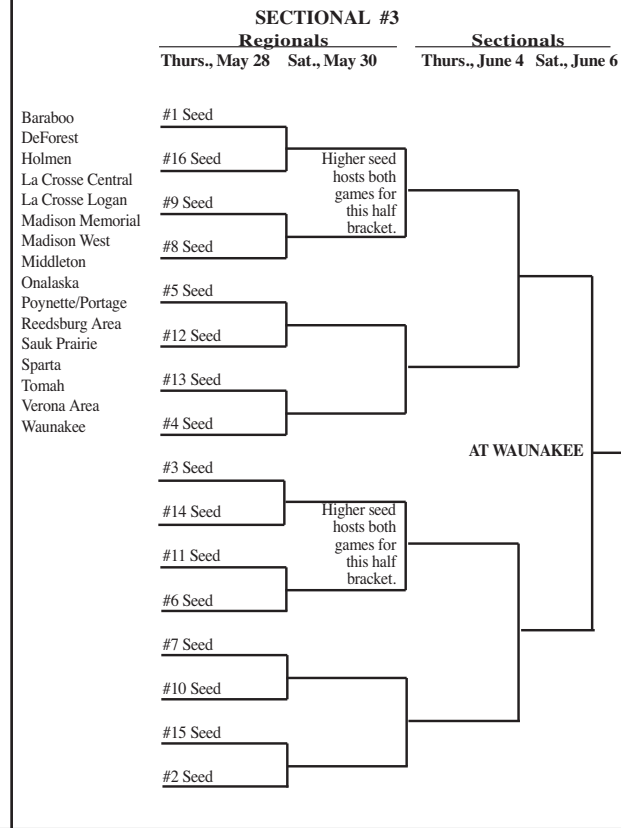 SECTIONAL #3
Regionals
Sectionals
Thurs., May 28 Sat., May 30
Thurs., June 4 Sat., June 6
Baraboo
DeForest
Holmen
La Crosse Central
La Crosse Logan
Madison Memorial
Madison West
Middleton
Onalaska
Poynette/Portage
Reedsburg Area
Sauk Prairie
Sparta
Tomah
Verona Area
Waunakee
#1 Seed
#16 Seed
#9 Seed
#8 Seed
Higher seed
hosts both
games for
this half
bracket.
#5 Seed
#12 Seed
#13 Seed
#4 Seed
AT WAUNAKEE
#3 Seed
#14 Seed
#11 Seed
#6 Seed
Higher seed
hosts both
games for
this half
bracket.
#7 Seed
#10 Seed
#15 Seed
#2 Seed